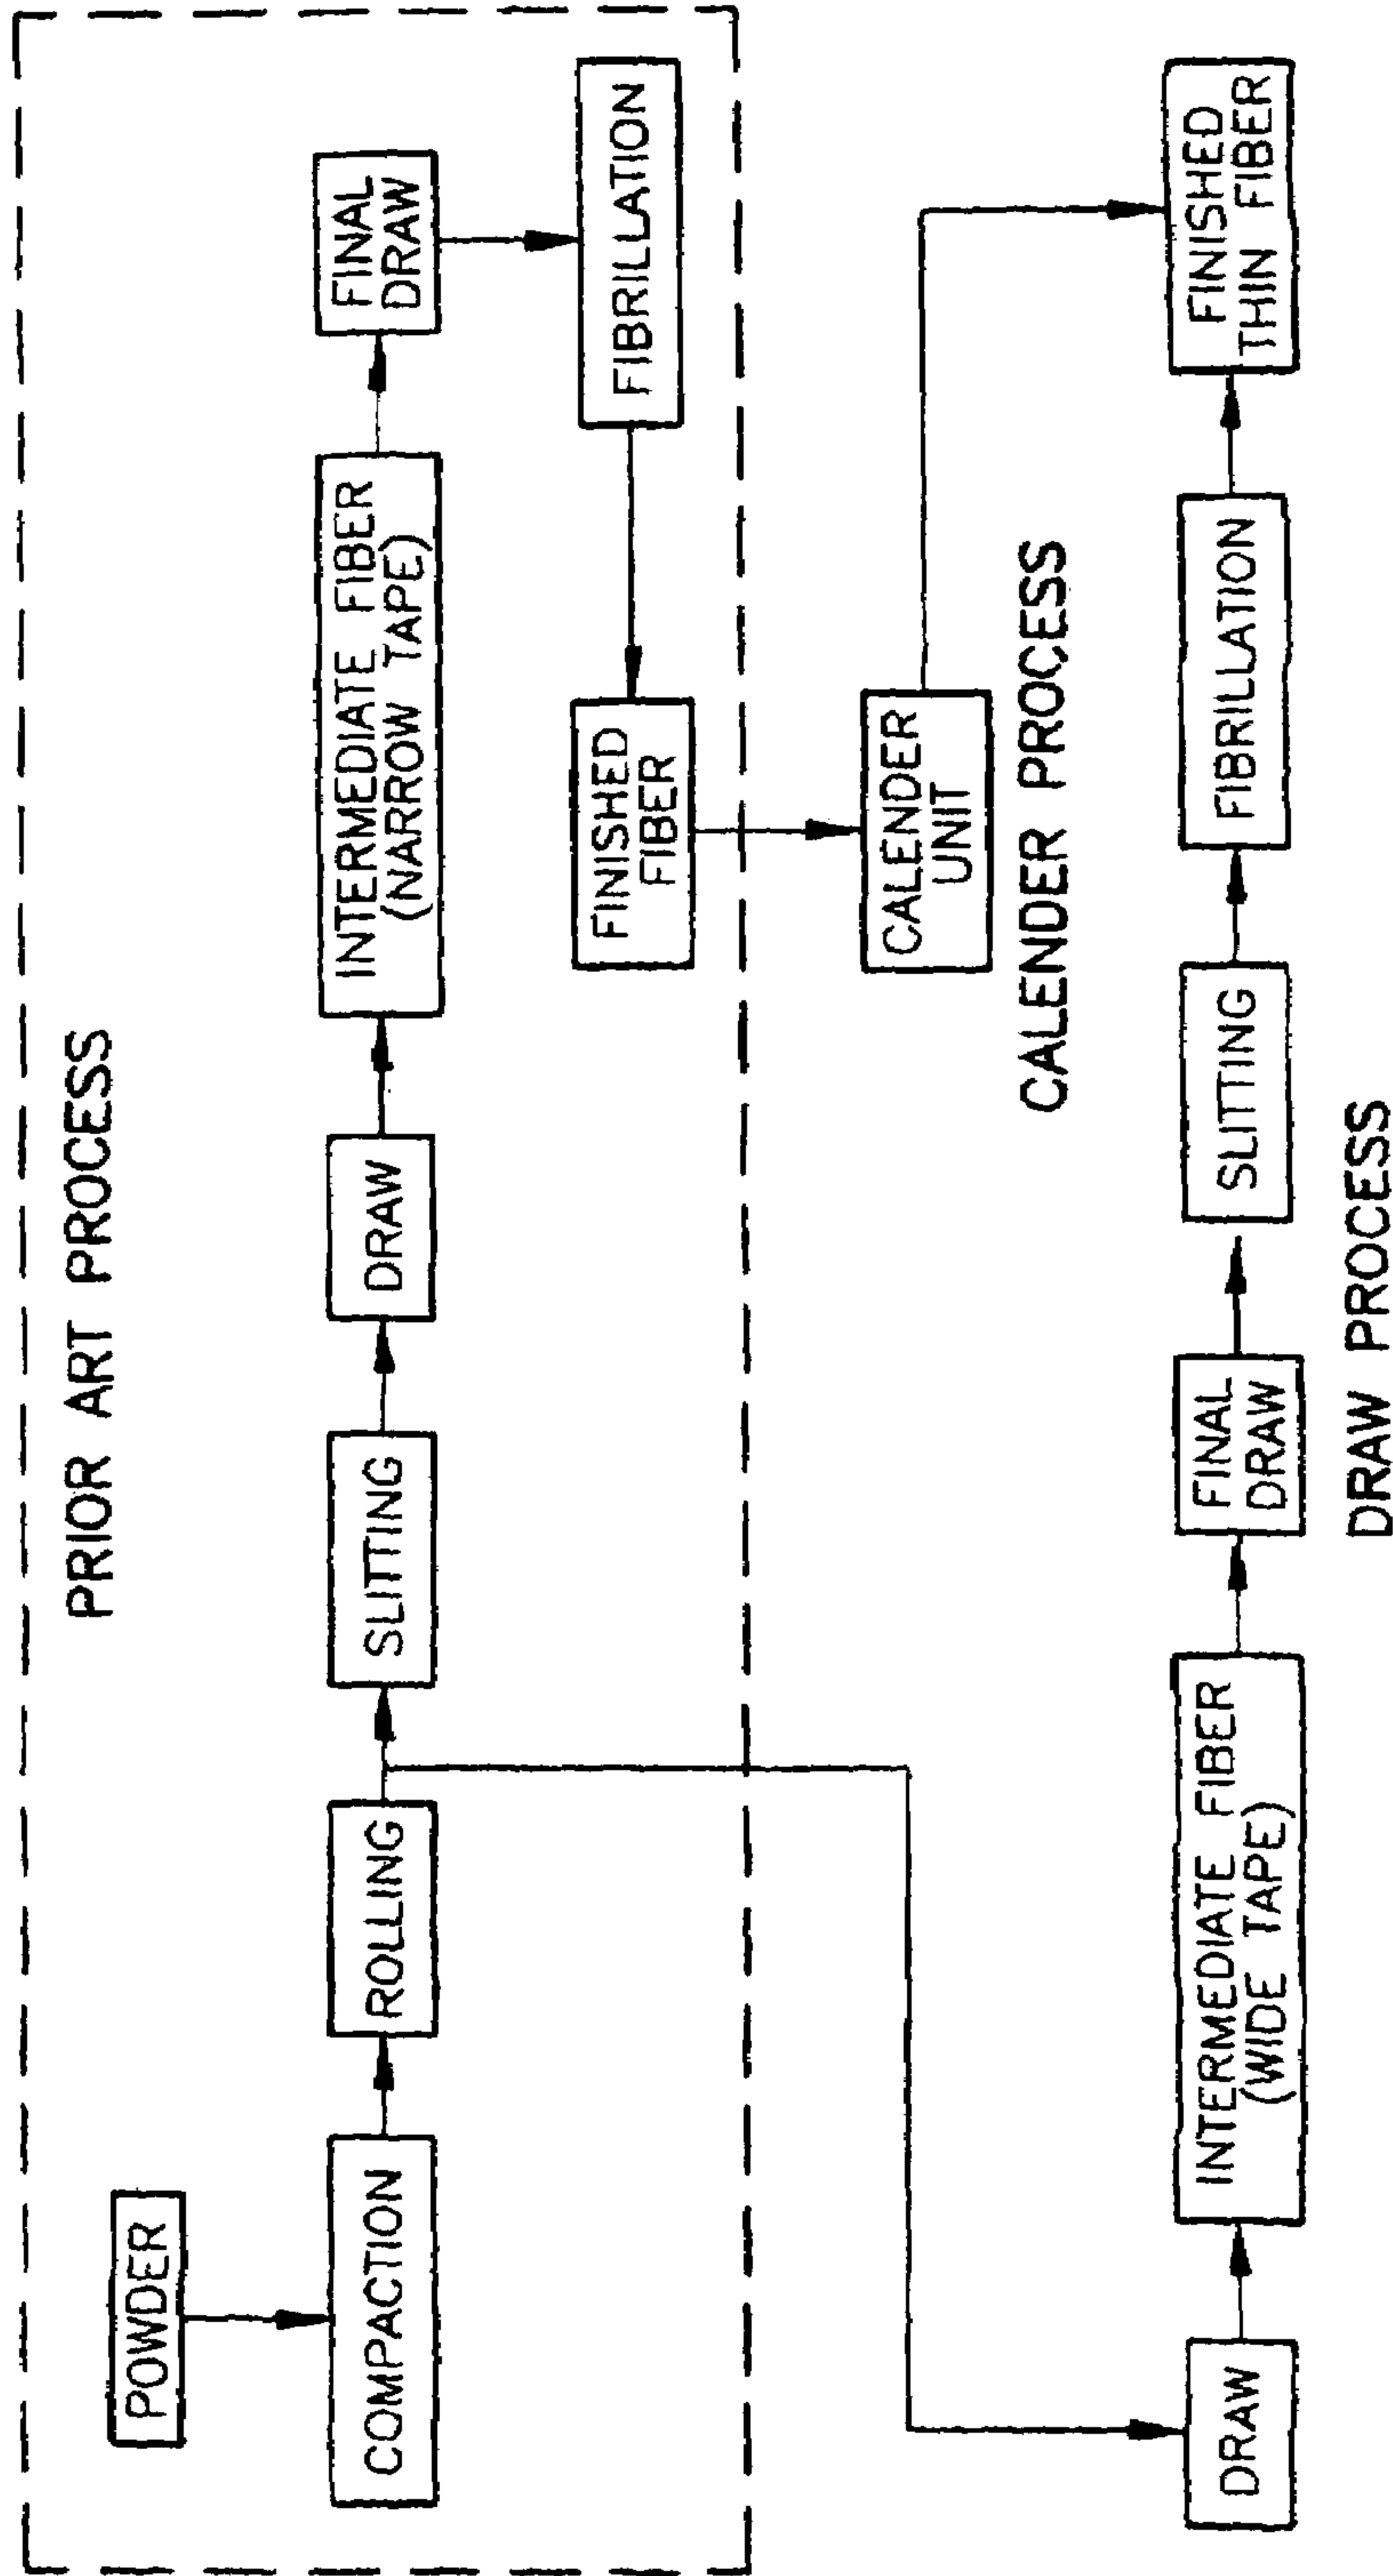 PRIOR ART PROCESS
POWDER
COMPACTION
ROLLING
SLITTING
DRAW
INTERMEDIATE FIBER
(NARROW TAPE)
FINAL
DRAW
FIBRILLATION
FINISHED
FIBER
CALENDER
UNIT
CALENDER PROCESS
DRAW
INTERMEDIATE FIBER
(WIDE TAPE)
FINAL
DRAW
SLITTING
FIBRILLATION
FINISHED
THIN FIBER
DRAW PROCESS